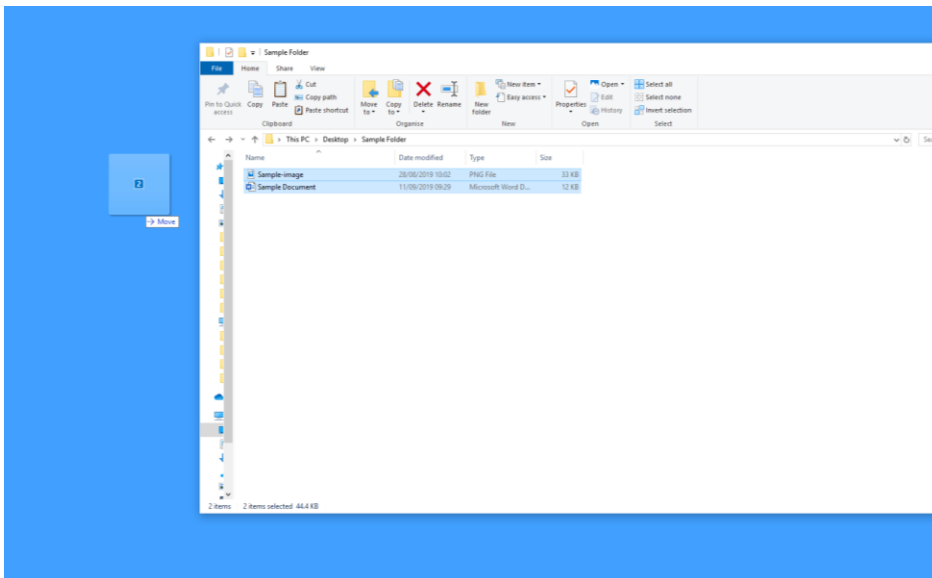 Sample Folder
File Home Share View
Pin to Quick access
Copy
Paste
Cut
Copy path
Paste shortcut
Clipboard
Move to
Copy to
Delete
Rename
Organise
New folder
New item
Easy access
New
Properties
Open
Edit
History
Open
Select all
Select none
Invert selection
Select
This PC > Desktop > Sample Folder
Name Date modified Type Size
Sample-image 28/08/2019 10:02 PNG File 33 KB
Sample Document 11/09/2019 09:29 Microsoft Word D... 12 KB
2
Move
2 items 2 items selected 44.4 KB